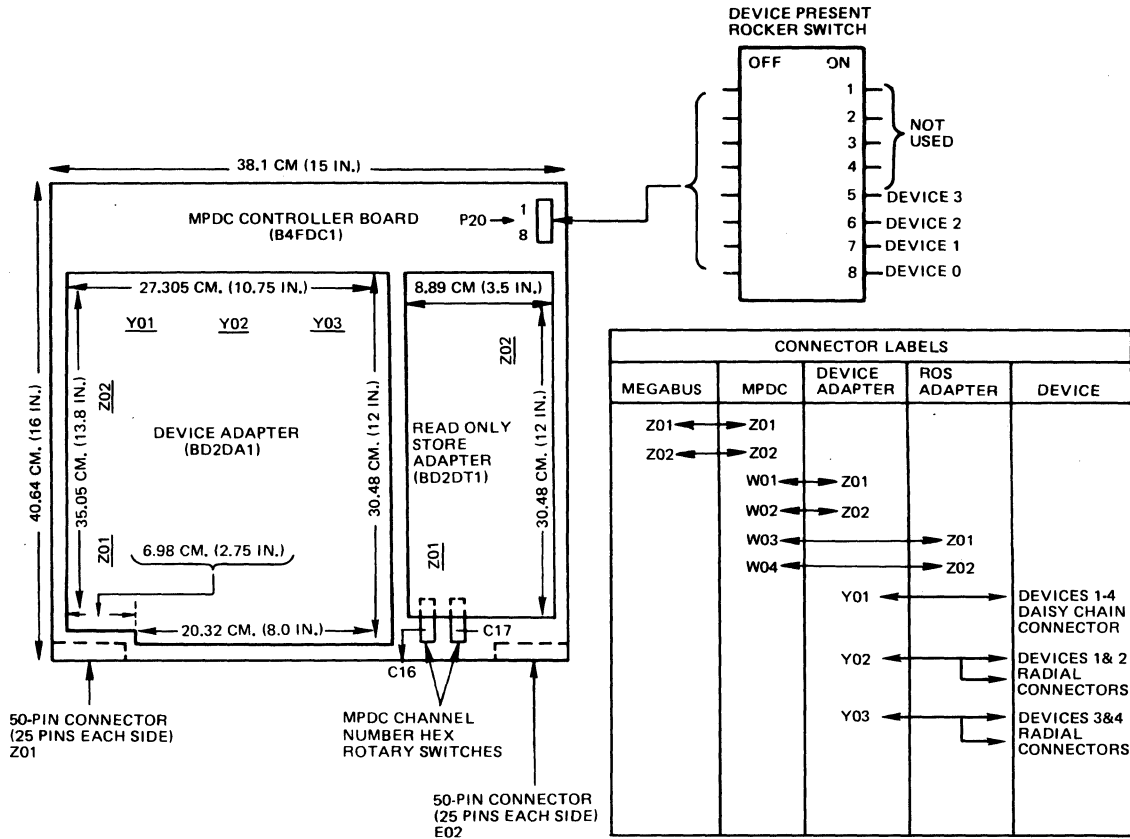 DEVICE PRESENT
ROCKER SWITCH
OFF ON
1
2
3
4
NOT
USED
5 DEVICE 3
6 DEVICE 2
7 DEVICE 1
8 DEVICE 0
38.1 CM (15 IN.)
MPDC CONTROLLER BOARD
(B4FDC1)
P20
1
8
40.64 CM. (16 IN.)
27.305 CM. (10.75 IN.)
Y01 Y02 Y03
Z02
35.05 CM. (13.8 IN.)
DEVICE ADAPTER
(BD2DA1)
30.48 CM. (12 IN.)
Z01
6.98 CM. (2.75 IN.)
20.32 CM. (8.0 IN.)
8.89 CM (3.5 IN.)
Z02
READ ONLY
STORE
ADAPTER
(BD2DT1)
30.48 CM. (12 IN.)
Z01
C17
C16
50-PIN CONNECTOR
(25 PINS EACH SIDE)
Z01
MPDC CHANNEL
NUMBER HEX
ROTARY SWITCHES
50-PIN CONNECTOR
(25 PINS EACH SIDE)
E02
CONNECTOR LABELS
MEGABUS MPDC DEVICE ADAPTER ROS ADAPTER DEVICE
Z01 Z01
Z02 Z02
W01 Z01
W02 Z02
W03 Z01
W04 Z02
Y01 DEVICES 1-4
DAISY CHAIN
CONNECTOR
Y02 DEVICES 1& 2
RADIAL
CONNECTORS
Y03 DEVICES 3&4
RADIAL
CONNECTORS